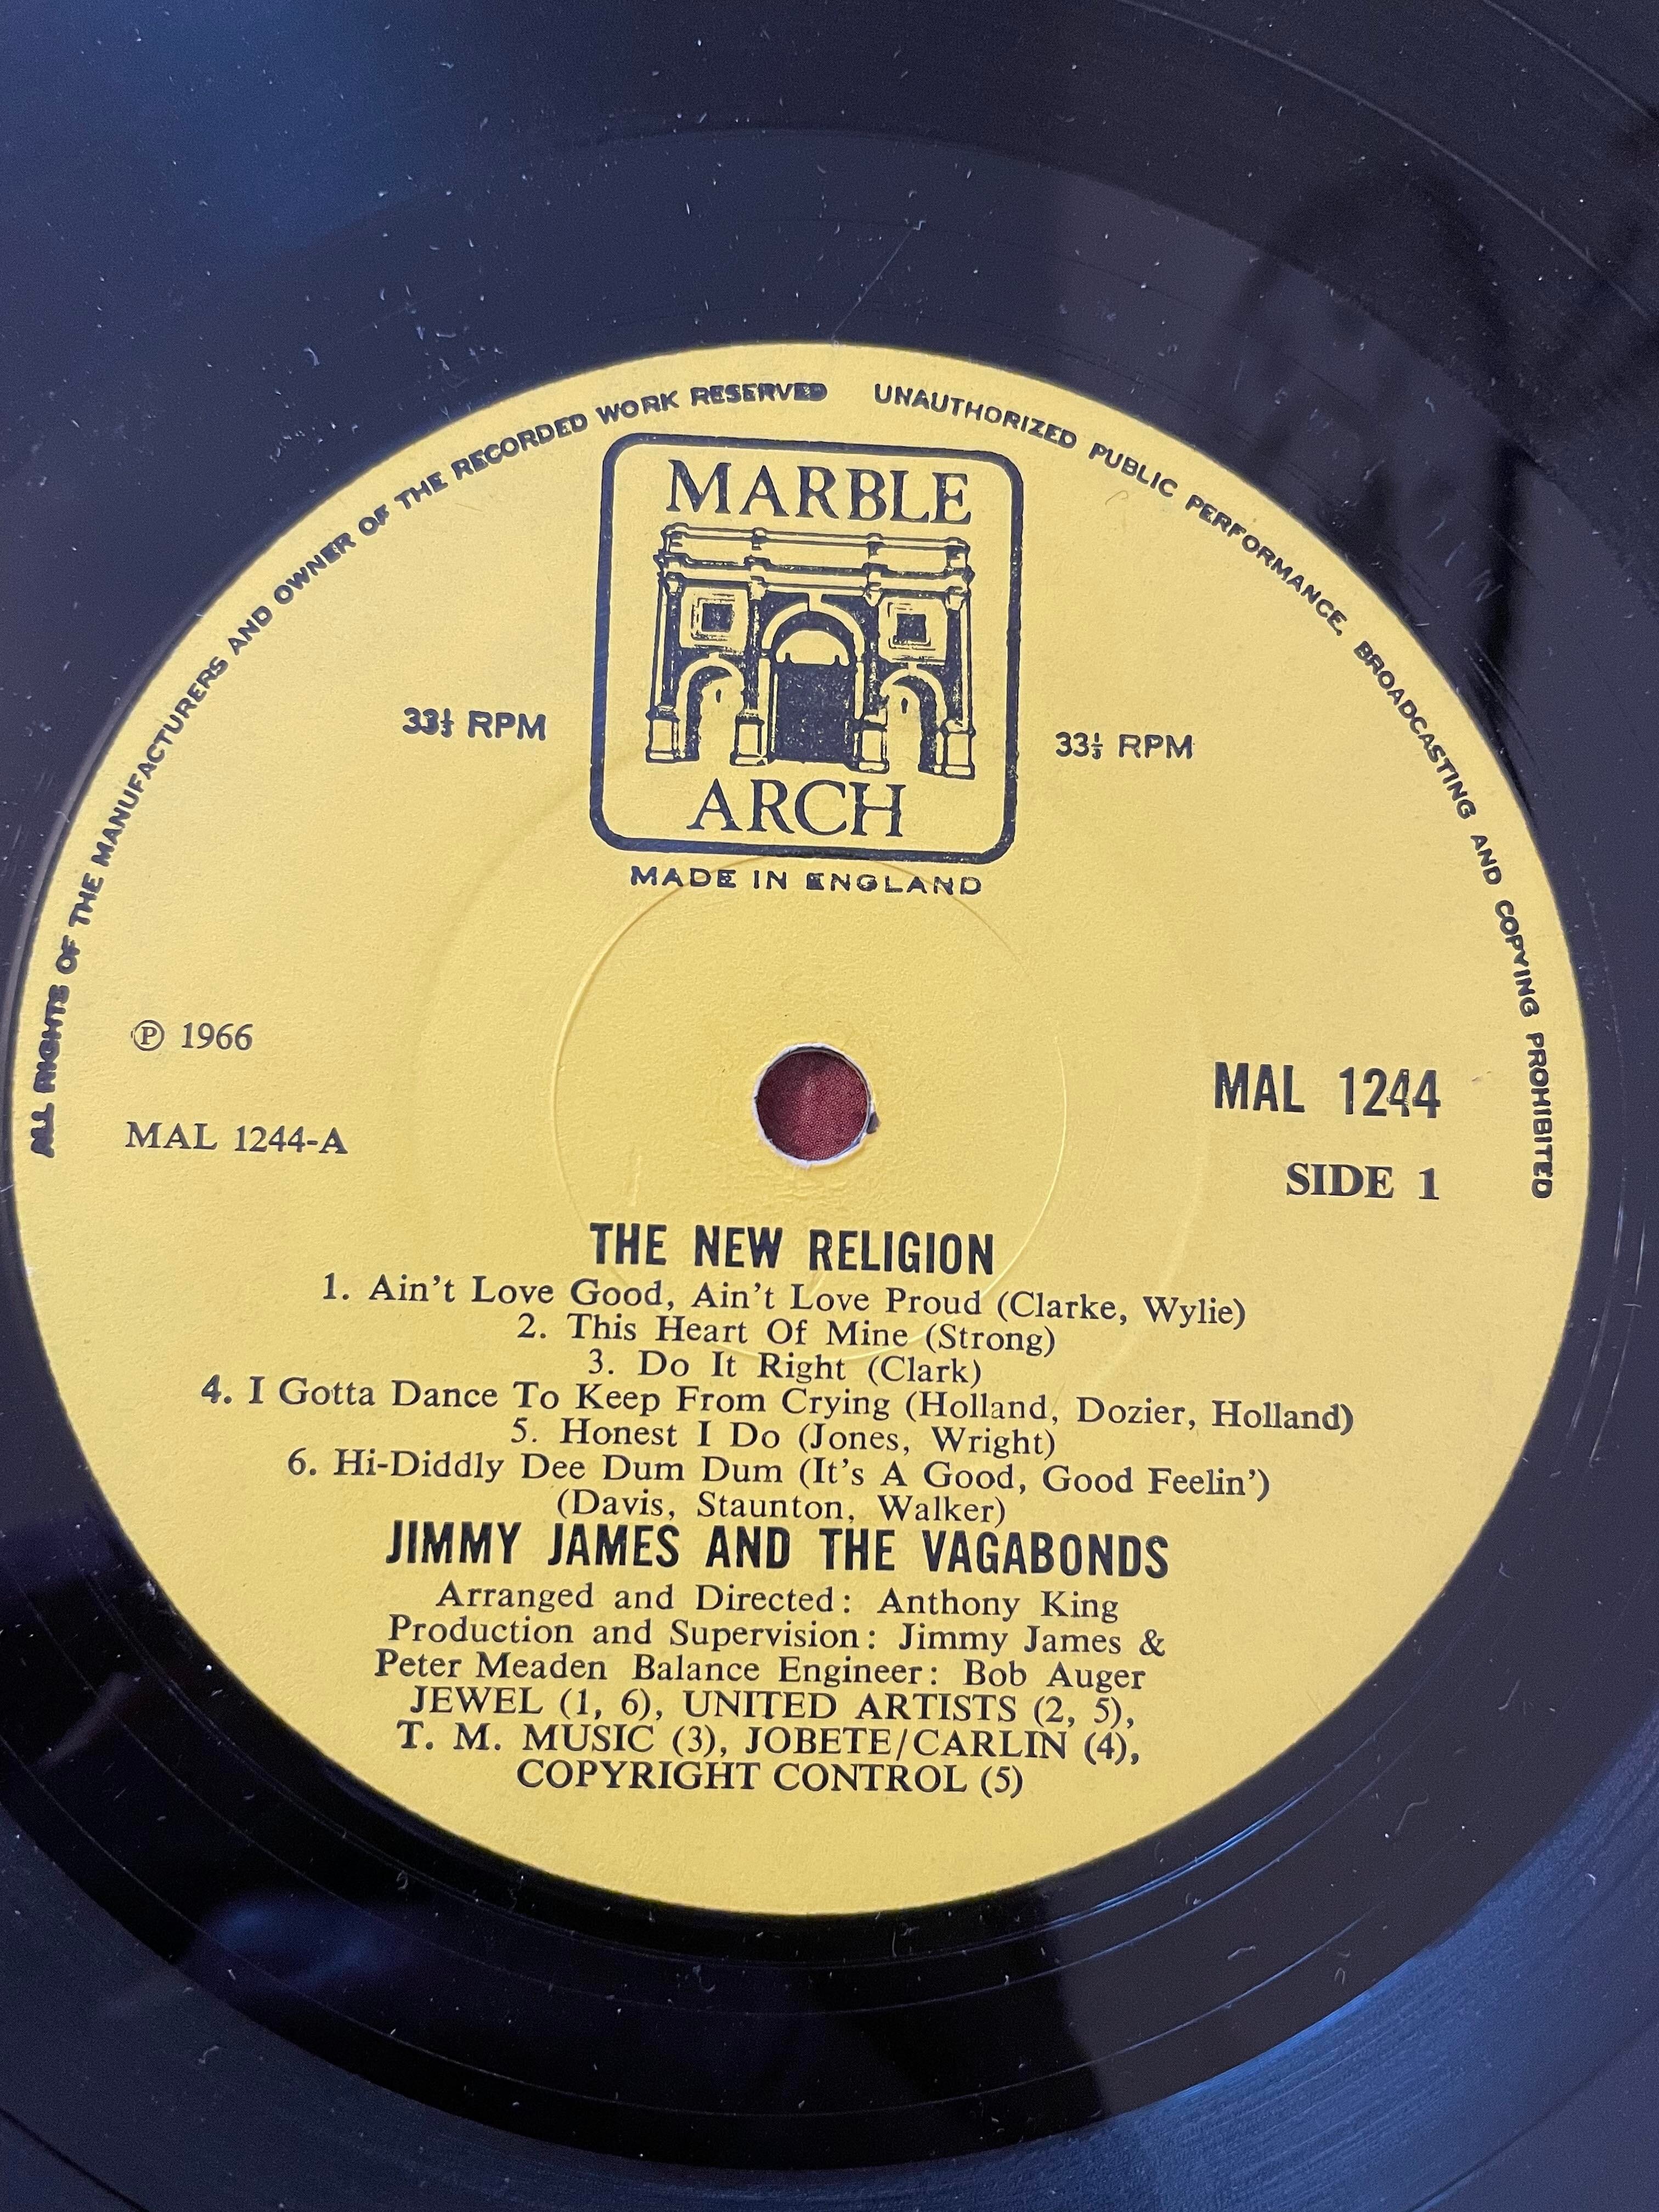 ALL RIGHTS OF THE MANUFACTURERS AND OWNER OF THE RECORDED WORK RESERVED UNAUTHORIZED PUBLIC PERFORMANCE, BROADCASTING AND COPYING PROHIBITED
MARBLE
ARCH
33⅓ RPM
33⅓ RPM
MADE IN ENGLAND
℗ 1966
MAL 1244-A
MAL 1244
SIDE 1
THE NEW RELIGION
1. Ain't Love Good, Ain't Love Proud (Clarke, Wylie)
2. This Heart Of Mine (Strong)
3. Do It Right (Clark)
4. I Gotta Dance To Keep From Crying (Holland, Dozier, Holland)
5. Honest I Do (Jones, Wright)
6. Hi-Diddly Dee Dum Dum (It's A Good, Good Feelin')
(Davis, Staunton, Walker)
JIMMY JAMES AND THE VAGABONDS
Arranged and Directed: Anthony King
Production and Supervision: Jimmy James &
Peter Meaden Balance Engineer: Bob Auger
JEWEL (1, 6), UNITED ARTISTS (2, 5),
T. M. MUSIC (3), JOBETE/CARLIN (4),
COPYRIGHT CONTROL (5)